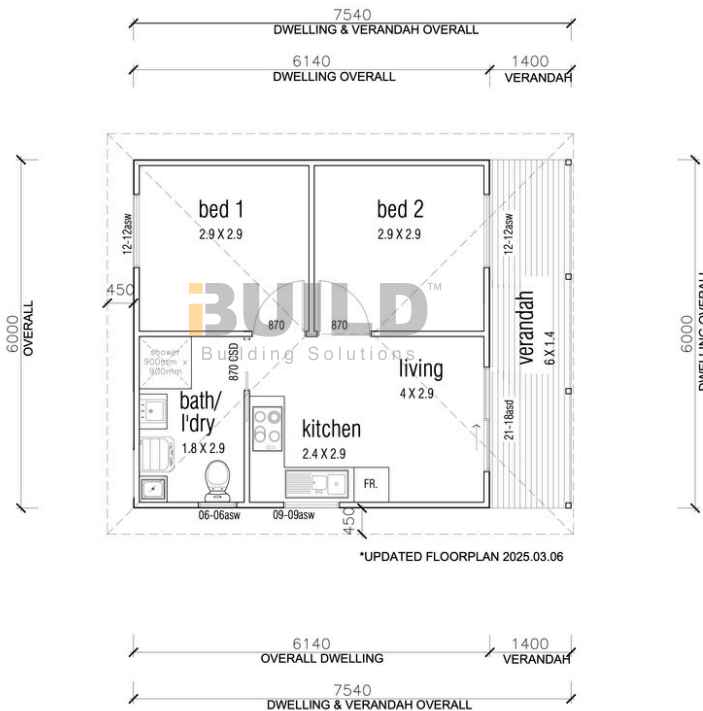 7540
DWELLING & VERANDAH OVERALL
6140
DWELLING OVERALL
1400
VERANDAH
bed 1
2.9 X 2.9
bed 2
2.9 X 2.9
12-12asw
12-12asw
450
6000
OVERALL
6000
DWELLING OVERALL
iBUILD™
Building Solutions
870
870
870 CSD
shower
900mm x
900mm
verandah
6 X 1.4
living
4 X 2.9
bath/
l'dry
1.8 X 2.9
kitchen
2.4 X 2.9
21-18asd
FR.
06-06asw
09-09asw
450
*UPDATED FLOORPLAN 2025.03.06
6140
OVERALL DWELLING
1400
VERANDAH
7540
DWELLING & VERANDAH OVERALL